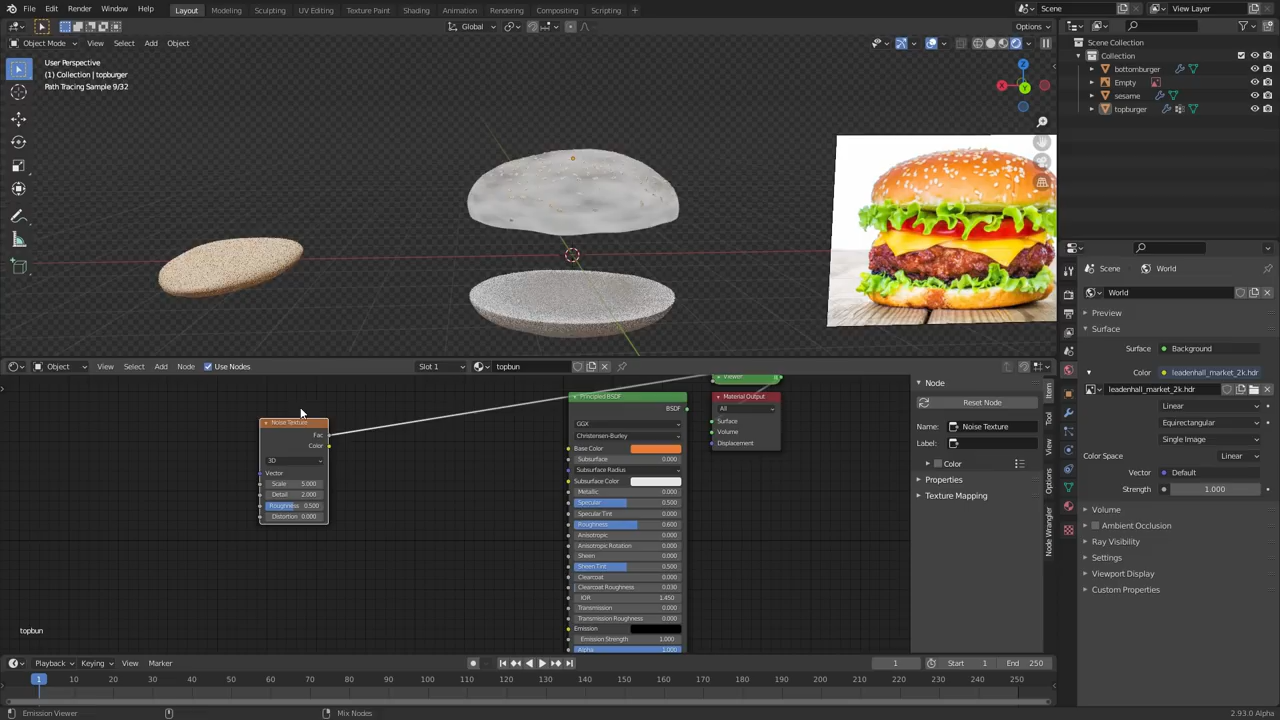 File Edit Render Window Help Layout Modeling Sculpting UV Editing Texture Paint Shading Animation Rendering Compositing Scripting + Scene View Layer
Global Options
Object Mode View Select Add Object
User Perspective
(1) Collection | topburger
Path Tracing Sample 9/32
Scene Collection
Collection
bottomburger
Empty
sesame
topburger
Scene World
World
Preview
Surface
Surface Background
Color leadenhall_market_2k.hdr
leadenhall_market_2k.hdr
Linear
Equirectangular
Single Image
Color Space Linear
Vector Default
Strength 1.000
Volume
Ambient Occlusion
Ray Visibility
Settings
Viewport Display
Custom Properties
Object View Select Add Node Use Nodes Slot 1 topbun
Noise Texture
Fac
Color
3D
Vector
Scale 5.000
Detail 2.000
Roughness 0.500
Distortion 0.000
Principled BSDF
BSDF
GGX
Christensen-Burley
Base Color
Subsurface 0.000
Subsurface Radius
Subsurface Color
Metallic 0.000
Specular 0.500
Specular Tint 0.000
Roughness 0.600
Anisotropic 0.000
Anisotropic Rotation 0.000
Sheen 0.000
Sheen Tint 0.500
Clearcoat 0.000
Clearcoat Roughness 0.030
IOR 1.450
Transmission 0.000
Transmission Roughness 0.000
Emission
Emission Strength 1.000
Alpha 1.000
Viewer
Material Output
All
Surface
Volume
Displacement
Node
Reset Node
Name: Noise Texture
Label:
Color
Properties
Texture Mapping
Item
Tool
View
Options
Node Wrangler
topbun
Playback Keying View Marker 1 Start 1 End 250
1 10 20 30 40 50 60 70 80 90 100 110 120 130 140 150 160 170 180 190 200 210 220 230 240 250
Emission Viewer Mix Nodes 2.93.0 Alpha